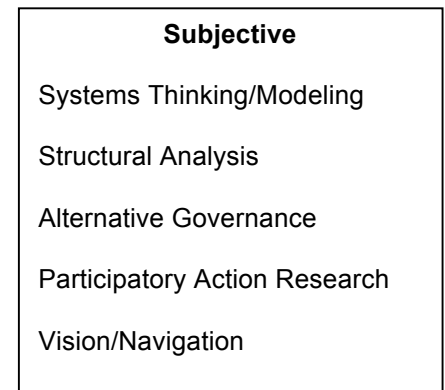 Subjective
Systems Thinking/Modeling
Structural Analysis
Alternative Governance
Participatory Action Research
Vision/Navigation